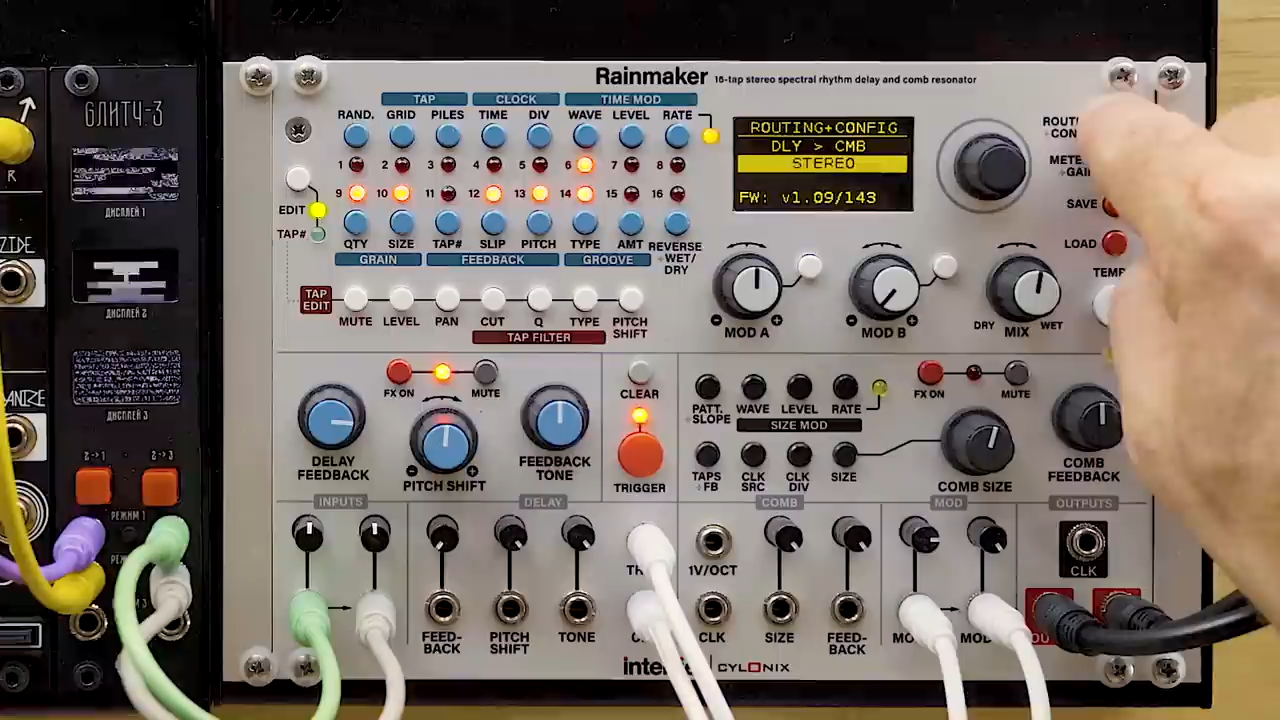 Rainmaker 16-tap stereo spectral rhythm delay and comb resonator
TAP CLOCK TIME MOD
RAND. GRID PILES TIME DIV WAVE LEVEL RATE
1 2 3 4 5 6 7 8
9 10 11 12 13 14 15 16
EDIT
TAP#
QTY SIZE TAP# SLIP PITCH TYPE AMT REVERSE
+WET/
DRY
GRAIN FEEDBACK GROOVE
TAP
EDIT
MUTE LEVEL PAN CUT Q TYPE PITCH
SHIFT
TAP FILTER
ROUTING+CONFIG
DLY > CMB
STEREO
FW: v1.09/143
SAVE
LOAD
MOD A
MOD B
DRY MIX WET
FX ON MUTE
DELAY
FEEDBACK
PITCH SHIFT
FEEDBACK
TONE
CLEAR
TRIGGER
PATT.
+SLOPE
WAVE LEVEL RATE
SIZE MOD
TAPS
+FB
CLK
SRC
CLK
DIV
SIZE
FX ON MUTE
COMB SIZE
COMB
FEEDBACK
INPUTS DELAY COMB MOD OUTPUTS
FEED-
BACK
PITCH
SHIFT
TONE
1V/OCT
CLK
SIZE
FEED-
BACK
CLK
CYLONIX
БЛИТЧ-3
ДИСПЛЕЙ 1
ДИСПЛЕЙ 2
ДИСПЛЕЙ 3
2->1 2->3
РЕЖИМ 1
R